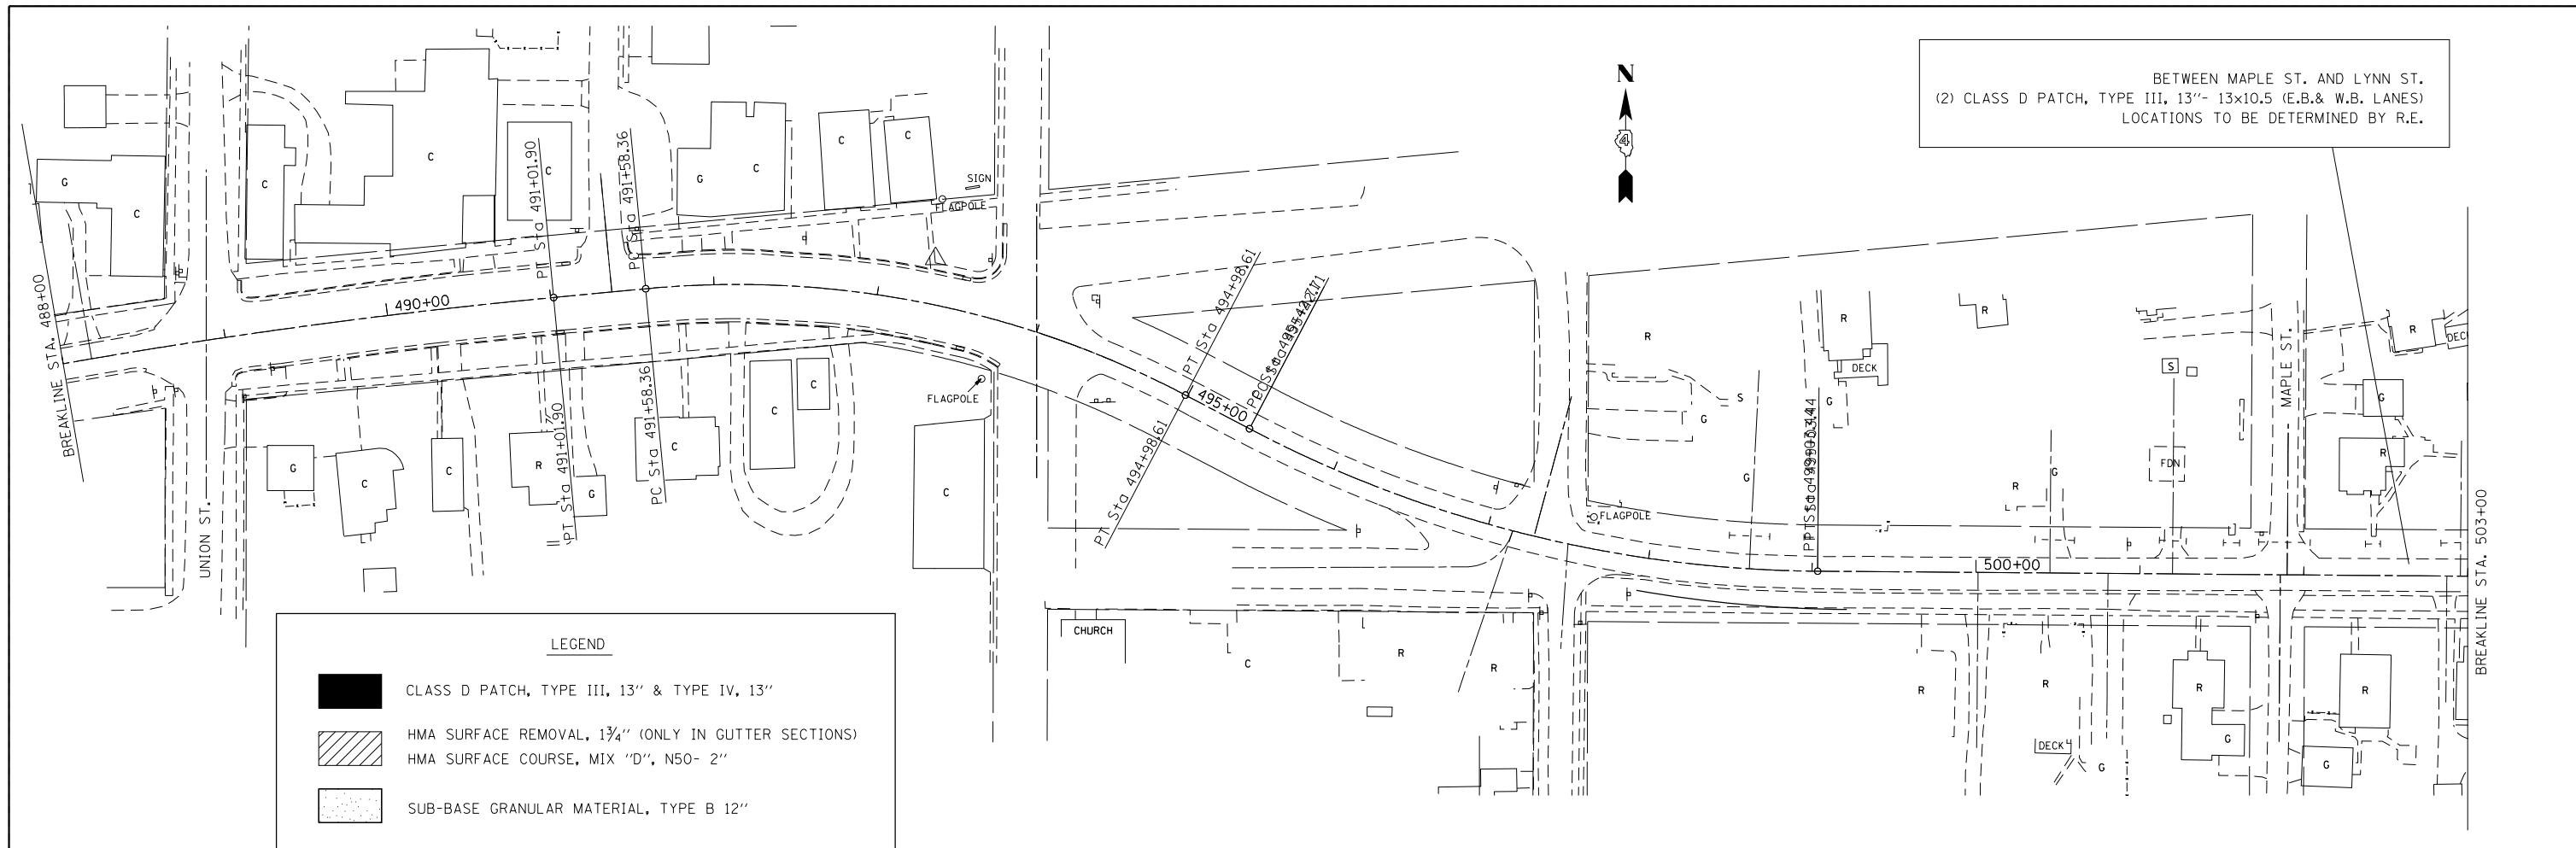 BETWEEN MAPLE ST. AND LYNN ST.
(2) CLASS D PATCH, TYPE III, 13''- 13x10.5 (E.B.& W.B. LANES)
LOCATIONS TO BE DETERMINED BY R.E.
N
4
BREAKLINE STA. 488+00
G
C
UNION ST.
C
C
C
PT Sta 491+01.90
PC Sta 491+58.36
G
C
C
C
SIGN
FLAGPOLE
490+00
PT Sta 491+01.90
PC Sta 491+58.36
G
C
C
R
G
C
C
C
FLAGPOLE
C
PT Sta 494+98.61
PT Sta 494+98.61
495+00
R
G
S
G
FLAGPOLE
R
DECK
G
R
S
FDN
G
R
MAPLE ST.
R
DECK
G
R
500+00
BREAKLINE STA. 503+00
CHURCH
C
R
R
R
R
DECK
G
R
G
R
G
LEGEND
CLASS D PATCH, TYPE III, 13'' & TYPE IV, 13''
HMA SURFACE REMOVAL, 1¾'' (ONLY IN GUTTER SECTIONS)
HMA SURFACE COURSE, MIX "D", N50- 2''
SUB-BASE GRANULAR MATERIAL, TYPE B 12''